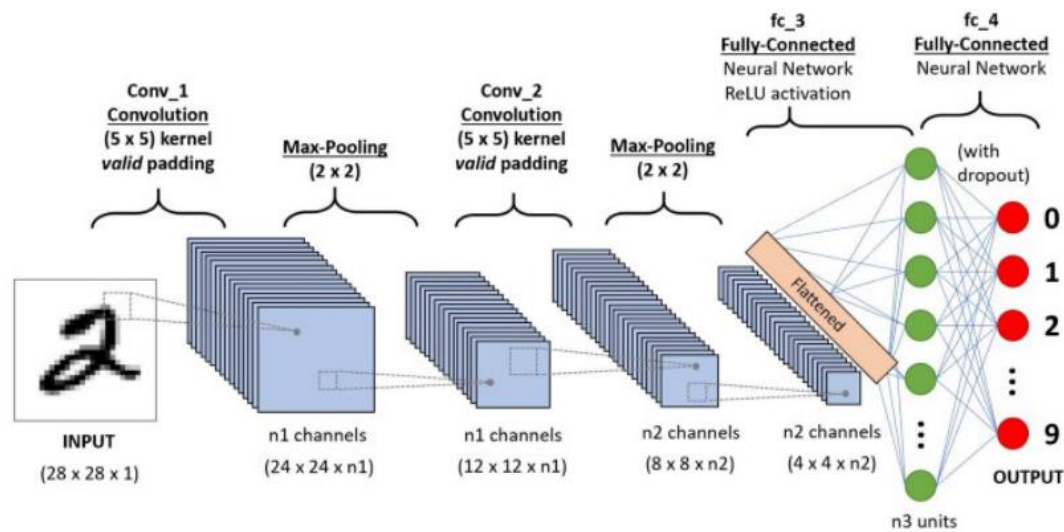 fc_3
Fully-Connected
Neural Network
ReLU activation
fc_4
Fully-Connected
Neural Network
Conv_1
Convolution
(5 x 5) kernel
valid padding
Max-Pooling
(2 x 2)
Conv_2
Convolution
(5 x 5) kernel
valid padding
Max-Pooling
(2 x 2)
(with
dropout)
0
1
2
9
Flattened
INPUT
(28 x 28 x 1)
n1 channels
(24 x 24 x n1)
n1 channels
(12 x 12 x n1)
n2 channels
(8 x 8 x n2)
n2 channels
(4 x 4 x n2)
OUTPUT
n3 units
2